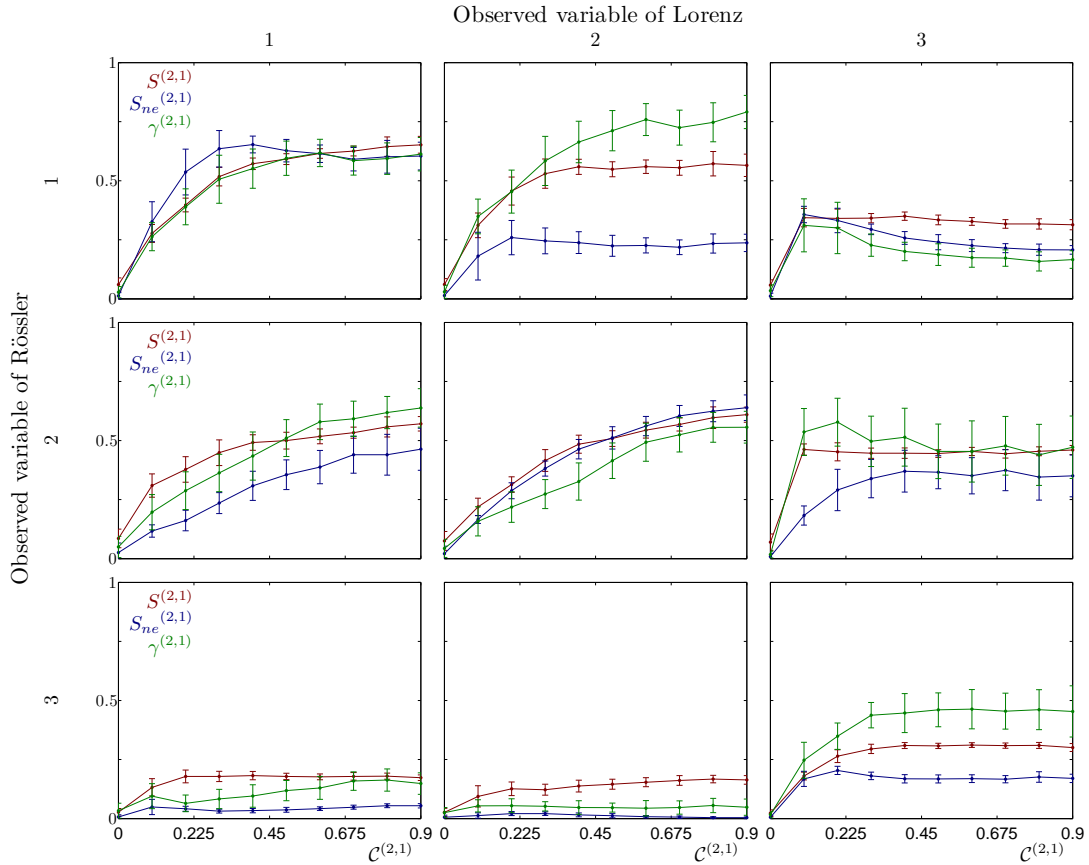 Observed variable of Lorenz
1 2 3
Observed variable of Rössler
1
1
0.5
0
S^(2,1)
S_ne^(2,1)
γ^(2,1)
2
1
0.5
0
S^(2,1)
S_ne^(2,1)
γ^(2,1)
3
1
0.5
0
S^(2,1)
S_ne^(2,1)
γ^(2,1)
0 0.225 0.45 0.675 0.9 0 0.225 0.45 0.675 0.9 0 0.225 0.45 0.675 0.9
C^(2,1) C^(2,1) C^(2,1)